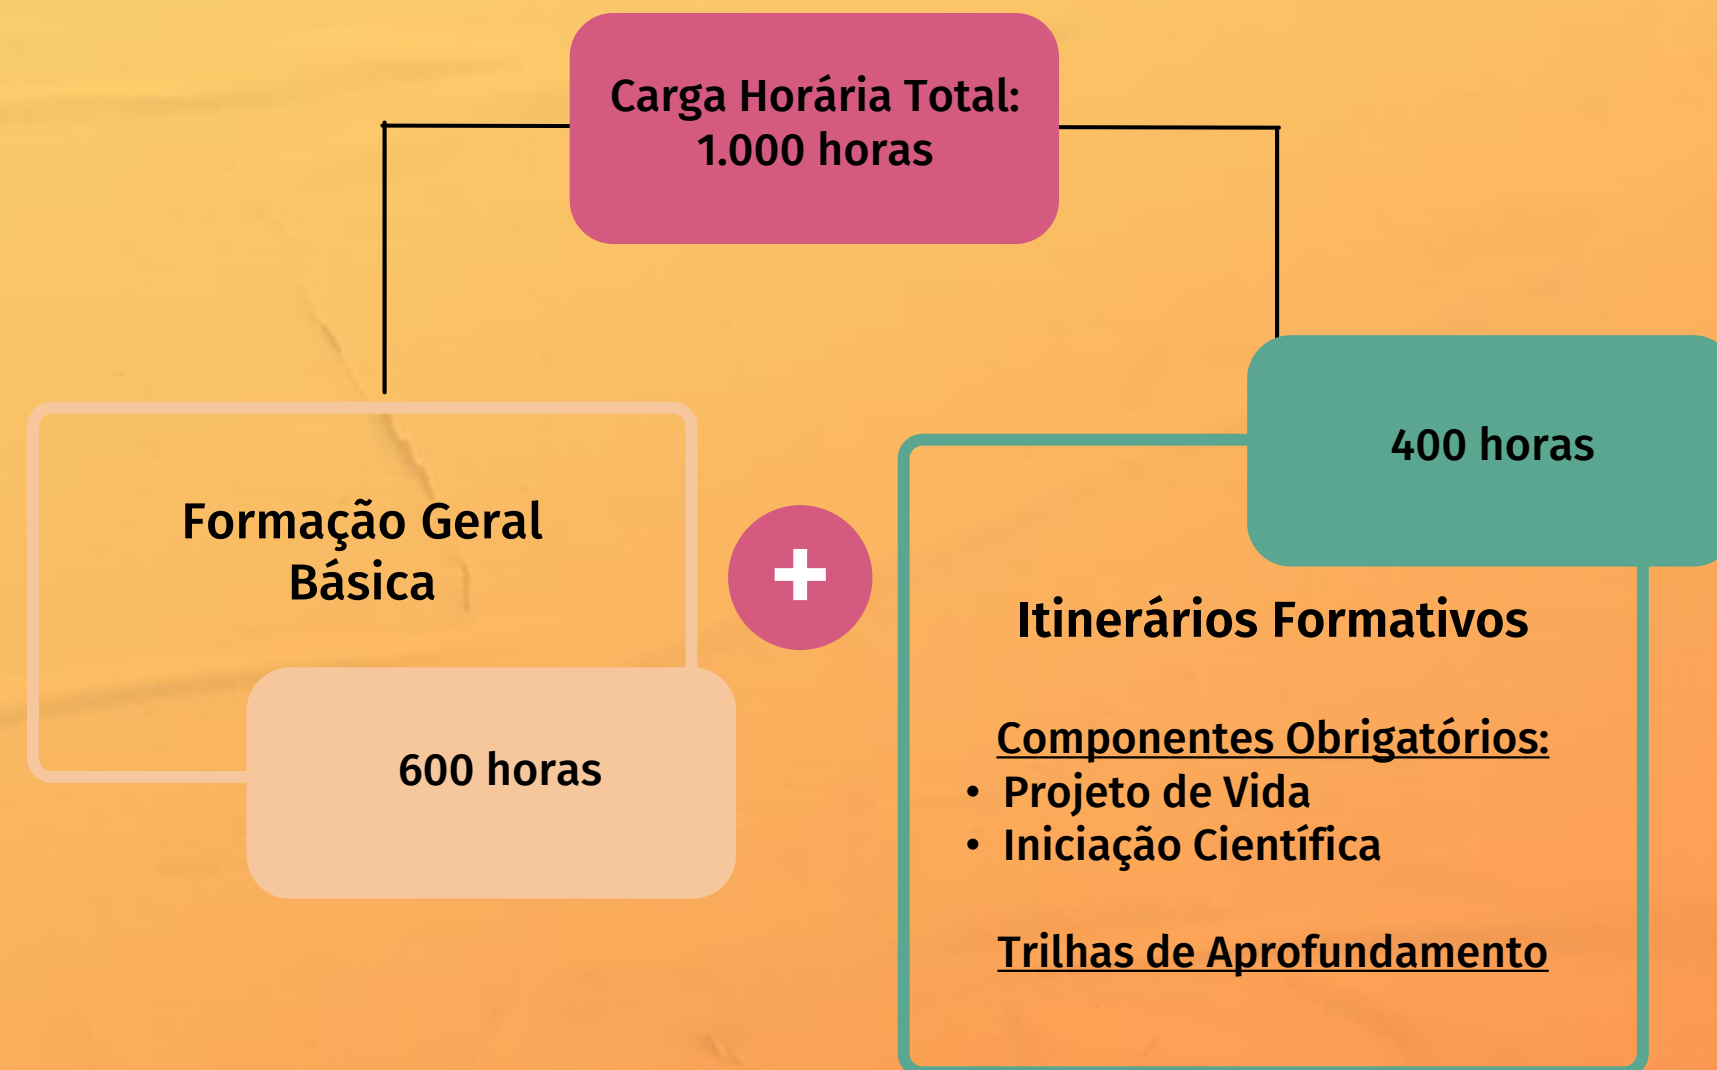 Carga Horária Total:
1.000 horas
Formação Geral
Básica
600 horas
+
400 horas
Itinerários Formativos
Componentes Obrigatórios:
• Projeto de Vida
• Iniciação Científica
Trilhas de Aprofundamento